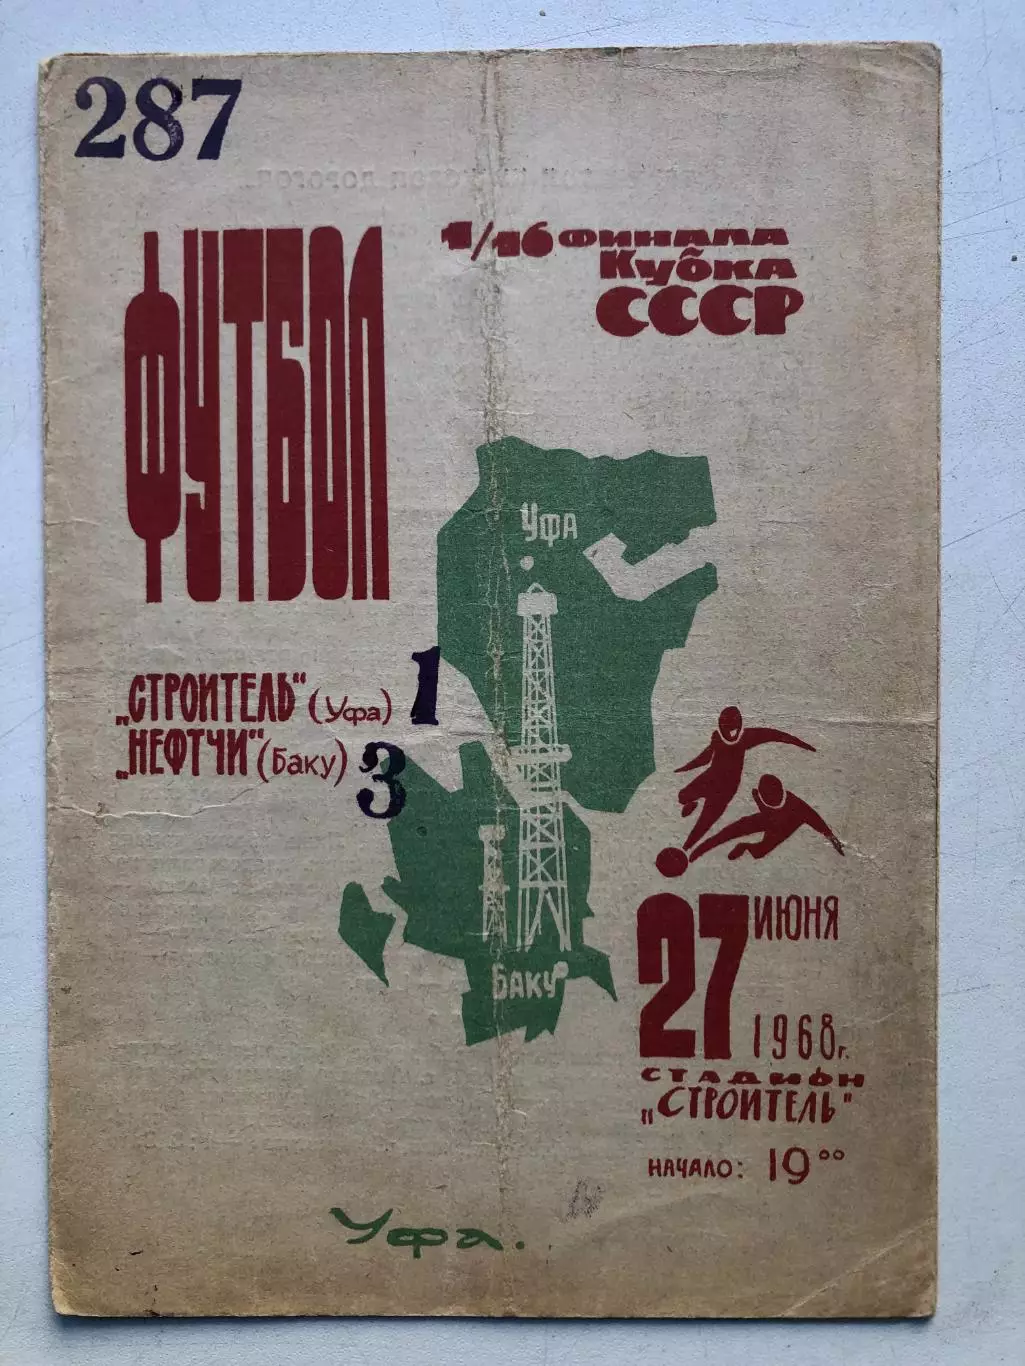 287
ФУТБОЛ
1/16 ФИНАЛА
Кубка
СССР
УФА
„СТРОИТЕЛЬ“ (Уфа) 1
„НЕФТЧИ“ (Баку) 3
27 ИЮНЯ
1968 г.
БАКУ
СТАДИОН
„СТРОИТЕЛЬ"
НАЧАЛО: 19⁰⁰
Уфа.